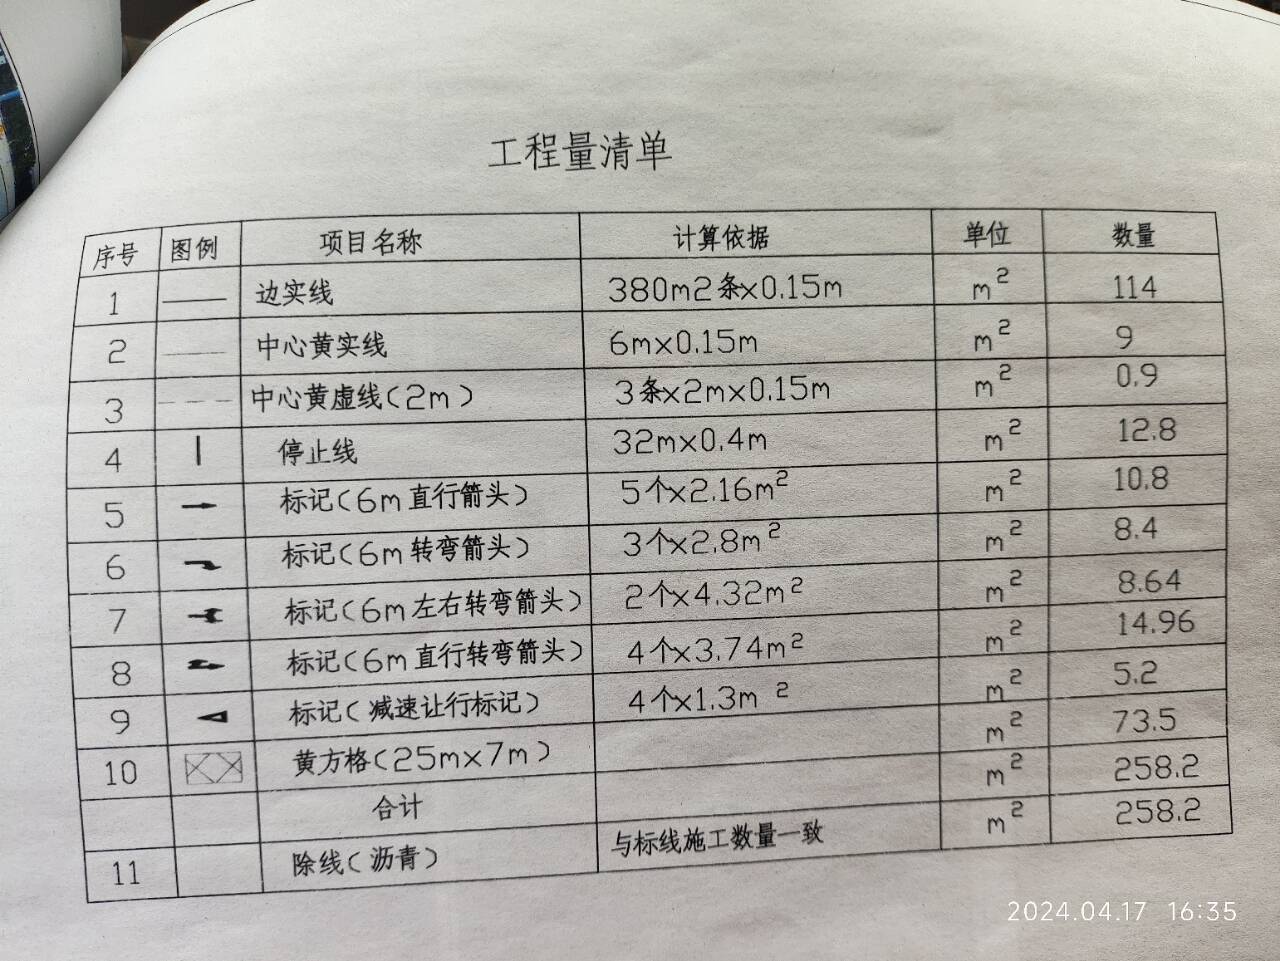 工程量清单
序号 图例 项目名称 计算依据 单位 数量
1 边实线 380m2条x0.15m m² 114
2 中心黄实线 6mx0.15m m² 9
3 中心黄虚线(2m) 3条x2mx0.15m m² 0.9
4 停止线 32mx0.4m m² 12.8
5 标记(6m直行箭头) 5个x2.16m² m² 10.8
6 标记(6m转弯箭头) 3个x2.8m² m² 8.4
7 标记(6m左右转弯箭头) 2个x4.32m² m² 8.64
8 标记(6m直行转弯箭头) 4个x3.74m² m² 14.96
9 标记(减速让行标记) 4个x1.3m ² m² 5.2
10 黄方格(25mx7m) m² 73.5
合计 m² 258.2
11 除线(沥青) 与标线施工数量一致 m² 258.2
2024.04.17 16:35